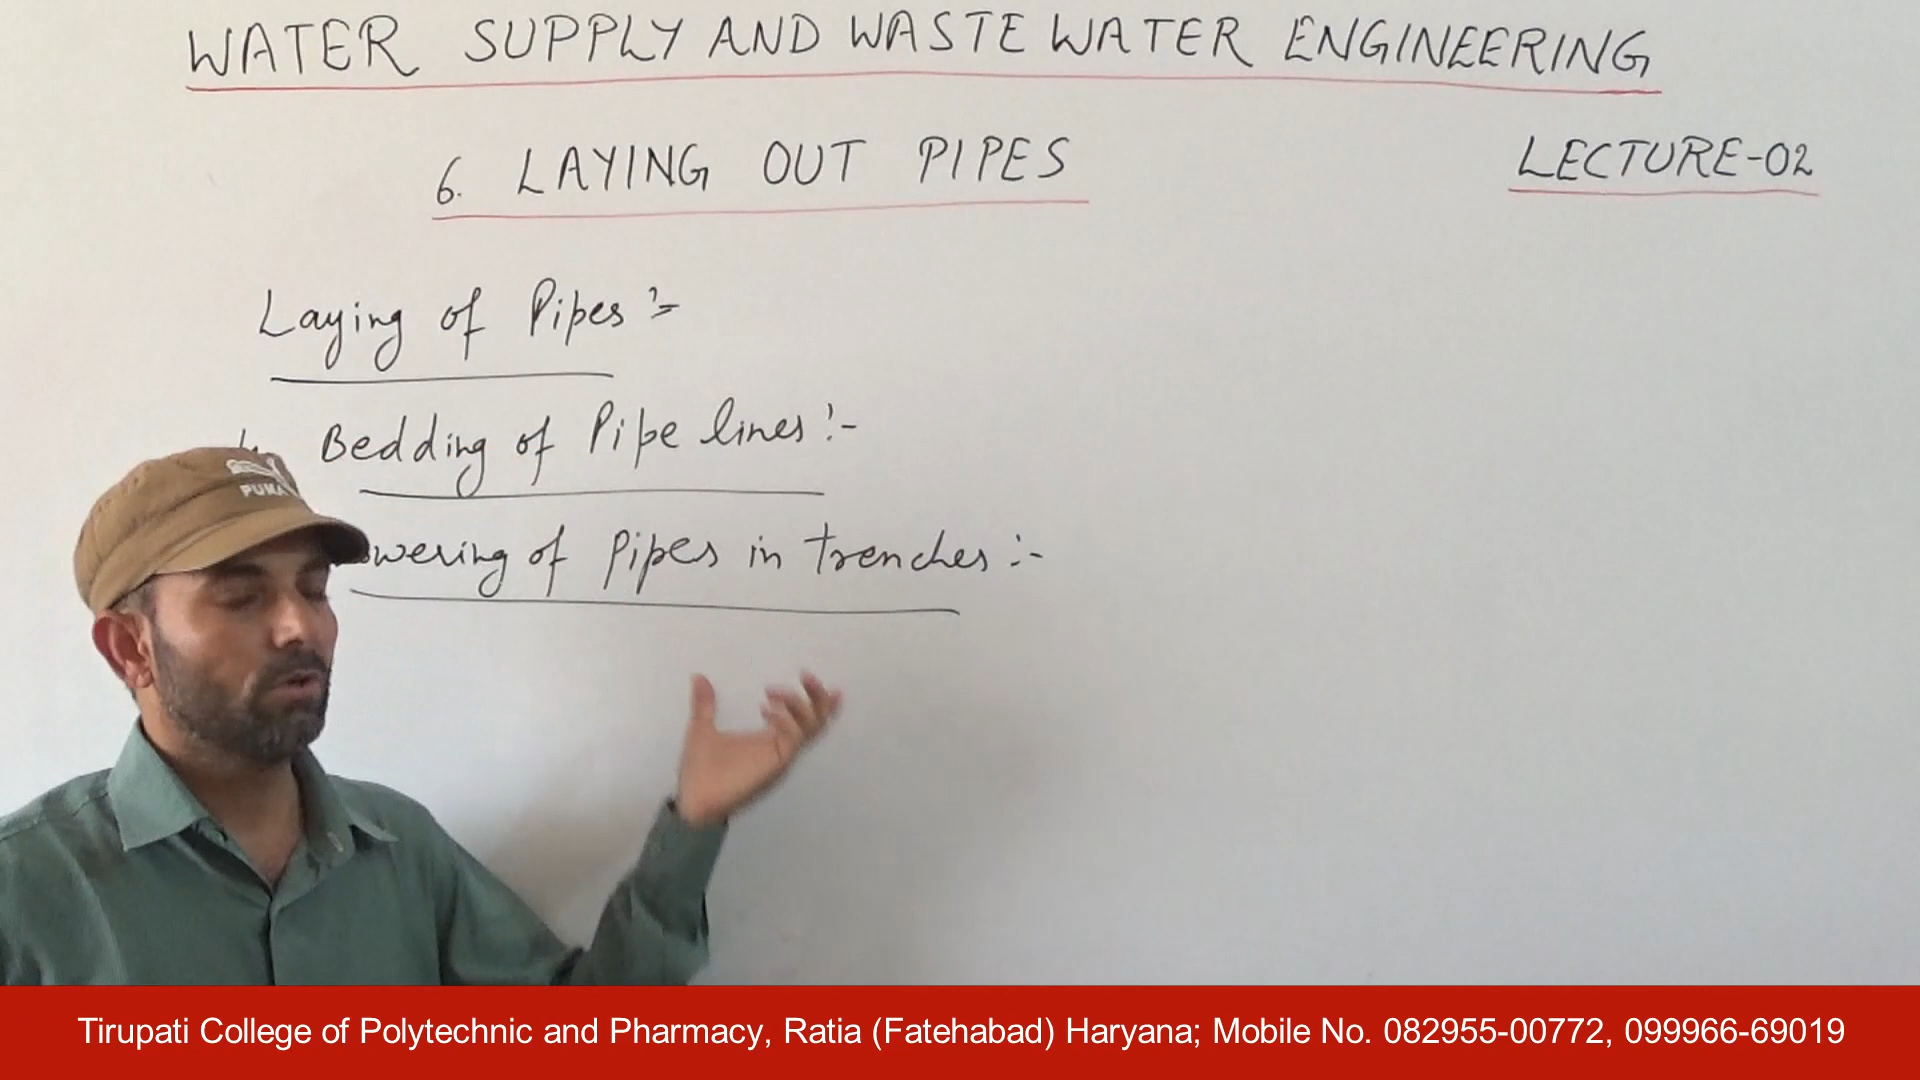 WATER SUPPLY AND WASTE WATER ENGINEERING
6. LAYING OUT PIPES
LECTURE-02
Laying of Pipes :-
Bedding of Pipe lines :-
owering of Pipes in trenches :-
PUMA
Tirupati College of Polytechnic and Pharmacy, Ratia (Fatehabad) Haryana; Mobile No. 082955-00772, 099966-69019